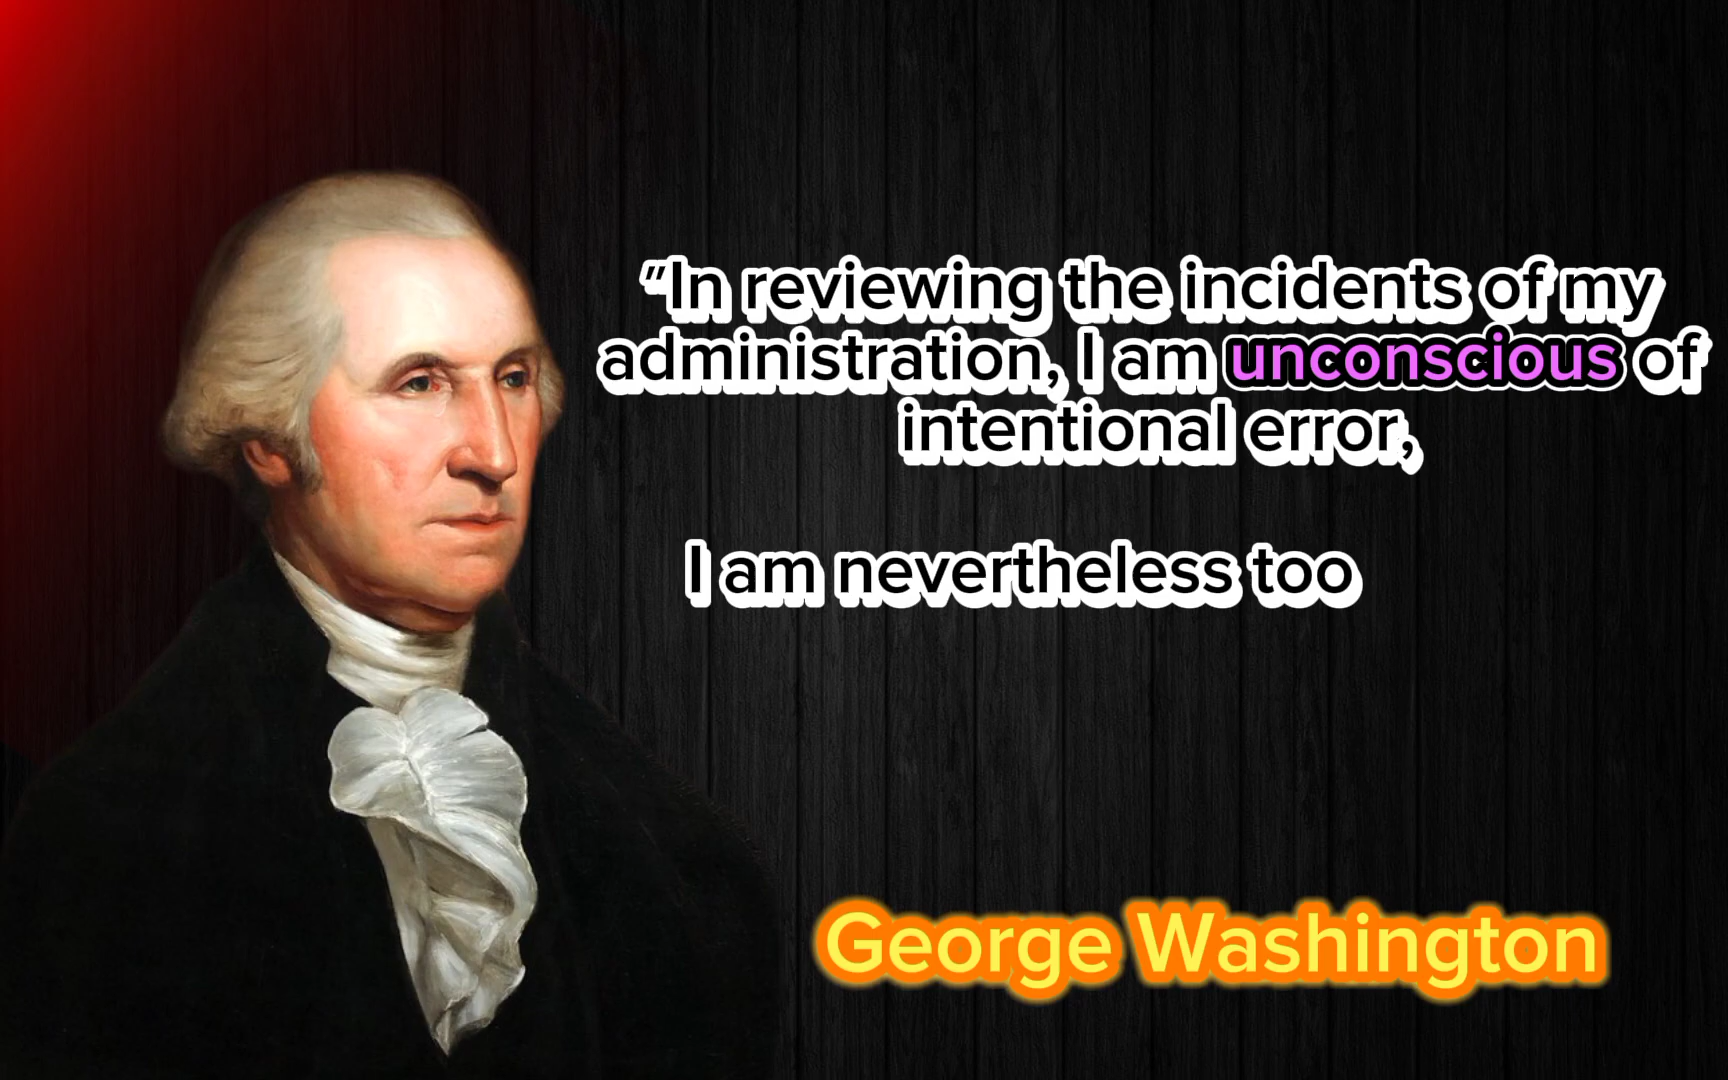 "In reviewing the incidents of my
administration, I am unconscious of
intentional error,
I am nevertheless too
George Washington